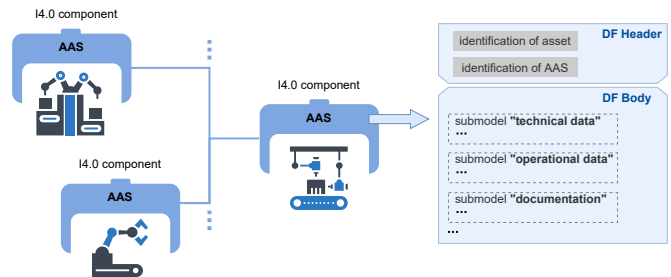 I4.0 component
AAS
I4.0 component
AAS
I4.0 component
AAS
DF Header
identification of asset
identification of AAS
DF Body
submodel "technical data"
...
submodel "operational data"
...
submodel "documentation"
...
...